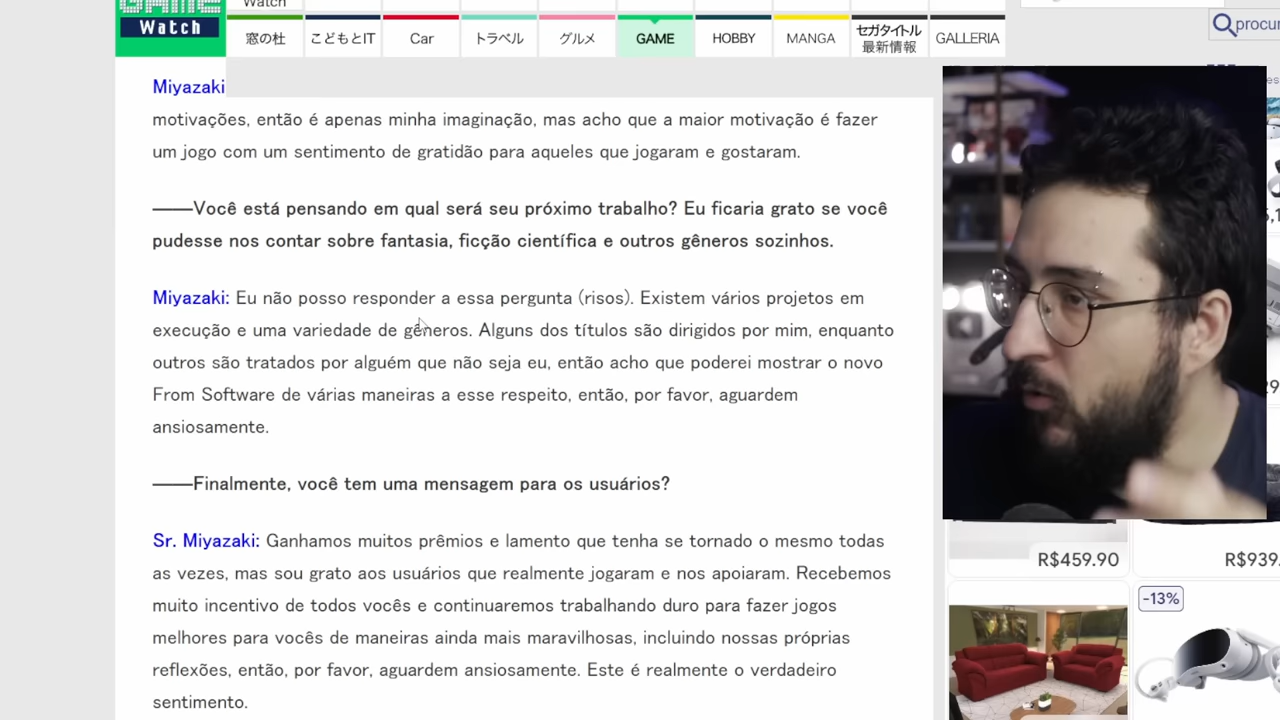 Watch
GAME
Watch
窓の杜
こどもとIT
Car
トラベル
グルメ
GAME
HOBBY
MANGA
セガタイトル
最新情報
GALLERIA
procu
Miyazaki
motivações, então é apenas minha imaginação, mas acho que a maior motivação é fazer
um jogo com um sentimento de gratidão para aqueles que jogaram e gostaram.
——Você está pensando em qual será seu próximo trabalho? Eu ficaria grato se você
pudesse nos contar sobre fantasia, ficção científica e outros gêneros sozinhos.
Miyazaki: Eu não posso responder a essa pergunta (risos). Existem vários projetos em
execução e uma variedade de gêneros. Alguns dos títulos são dirigidos por mim, enquanto
outros são tratados por alguém que não seja eu, então acho que poderei mostrar o novo
From Software de várias maneiras a esse respeito, então, por favor, aguardem
ansiosamente.
——Finalmente, você tem uma mensagem para os usuários?
Sr. Miyazaki: Ganhamos muitos prêmios e lamento que tenha se tornado o mesmo todas
as vezes, mas sou grato aos usuários que realmente jogaram e nos apoiaram. Recebemos
muito incentivo de todos vocês e continuaremos trabalhando duro para fazer jogos
melhores para vocês de maneiras ainda mais maravilhosas, incluindo nossas próprias
reflexões, então, por favor, aguardem ansiosamente. Este é realmente o verdadeiro
sentimento.
R$459.90
R$939.
-13%